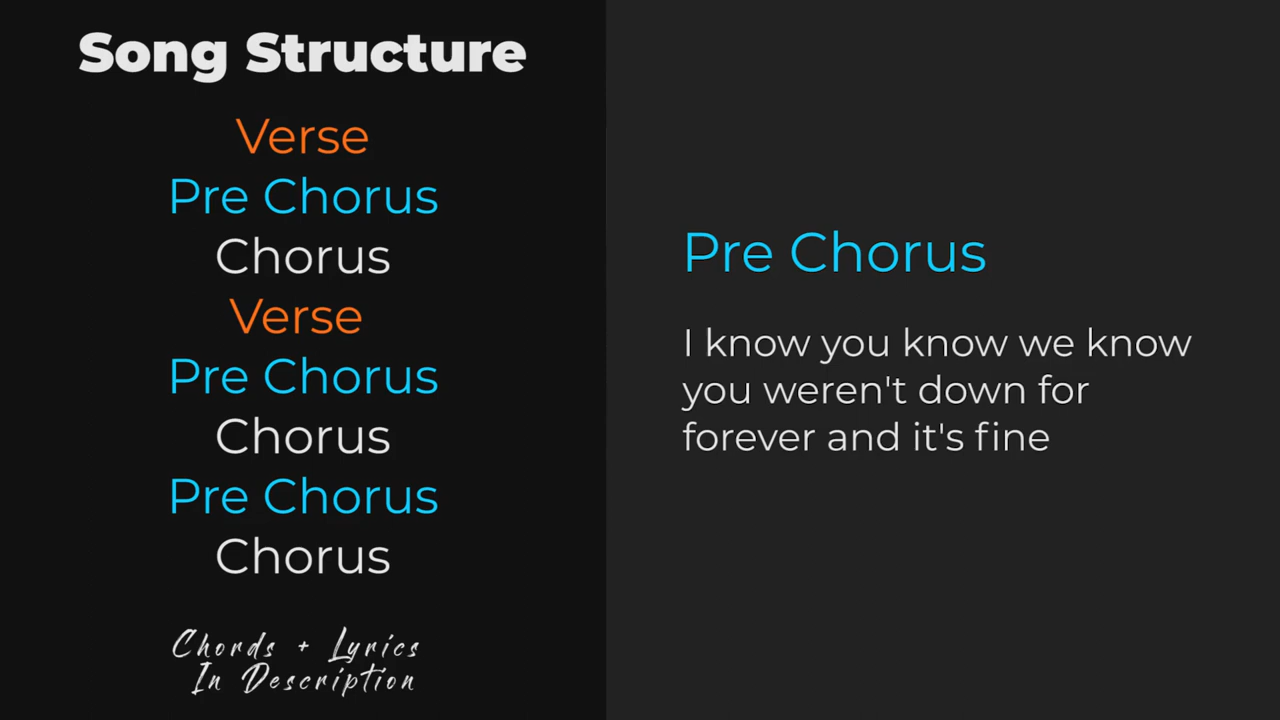 Song Structure
Verse
Pre Chorus
Chorus
Verse
Pre Chorus
Chorus
Pre Chorus
Chorus
Chords + Lyrics
In Description
Pre Chorus
I know you know we know
you weren't down for
forever and it's fine